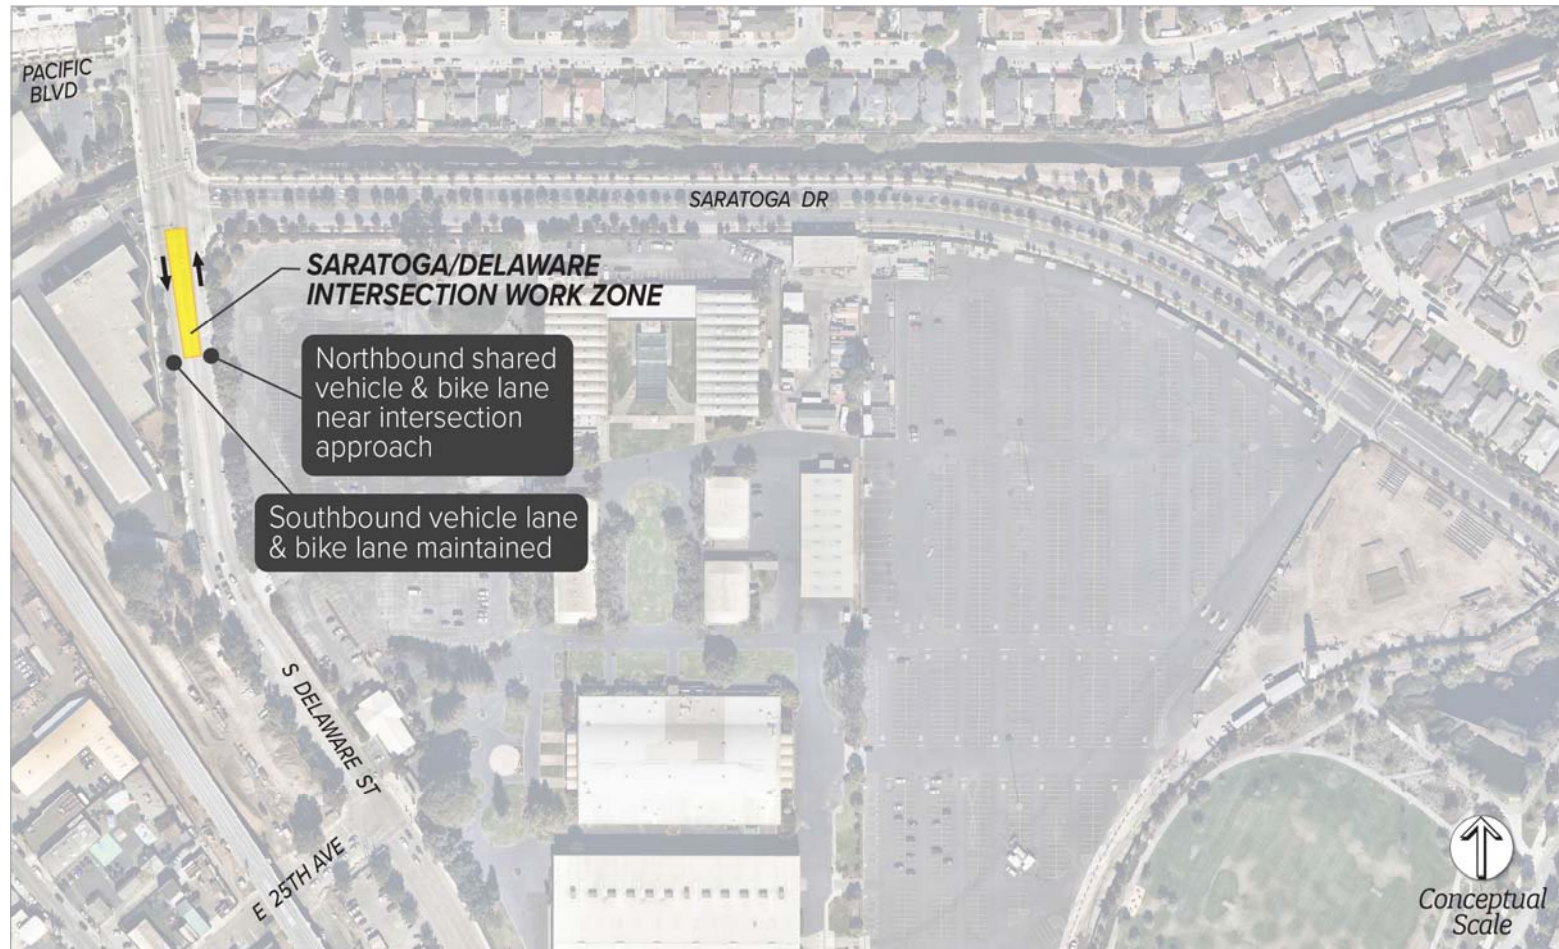 PACIFIC
BLVD
SARATOGA DR
SARATOGA/DELAWARE
INTERSECTION WORK ZONE
Northbound shared
vehicle & bike lane
near intersection
approach
Southbound vehicle lane
& bike lane maintained
S DELAWARE ST
E 25TH AVE
Conceptual
Scale